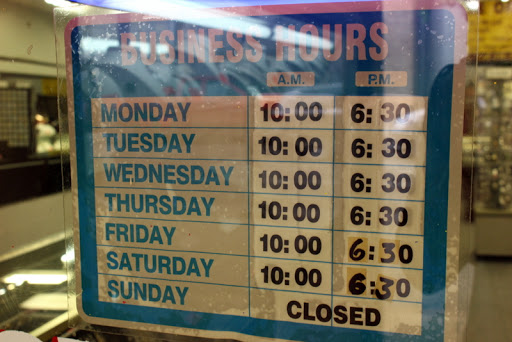 BUSINESS HOURS
A.M. P.M.
MONDAY 10:00 6:30
TUESDAY 10:00 6:30
WEDNESDAY 10:00 6:30
THURSDAY 10:00 6:30
FRIDAY 10:00 6:30
SATURDAY 10:00 6:30
SUNDAY CLOSED